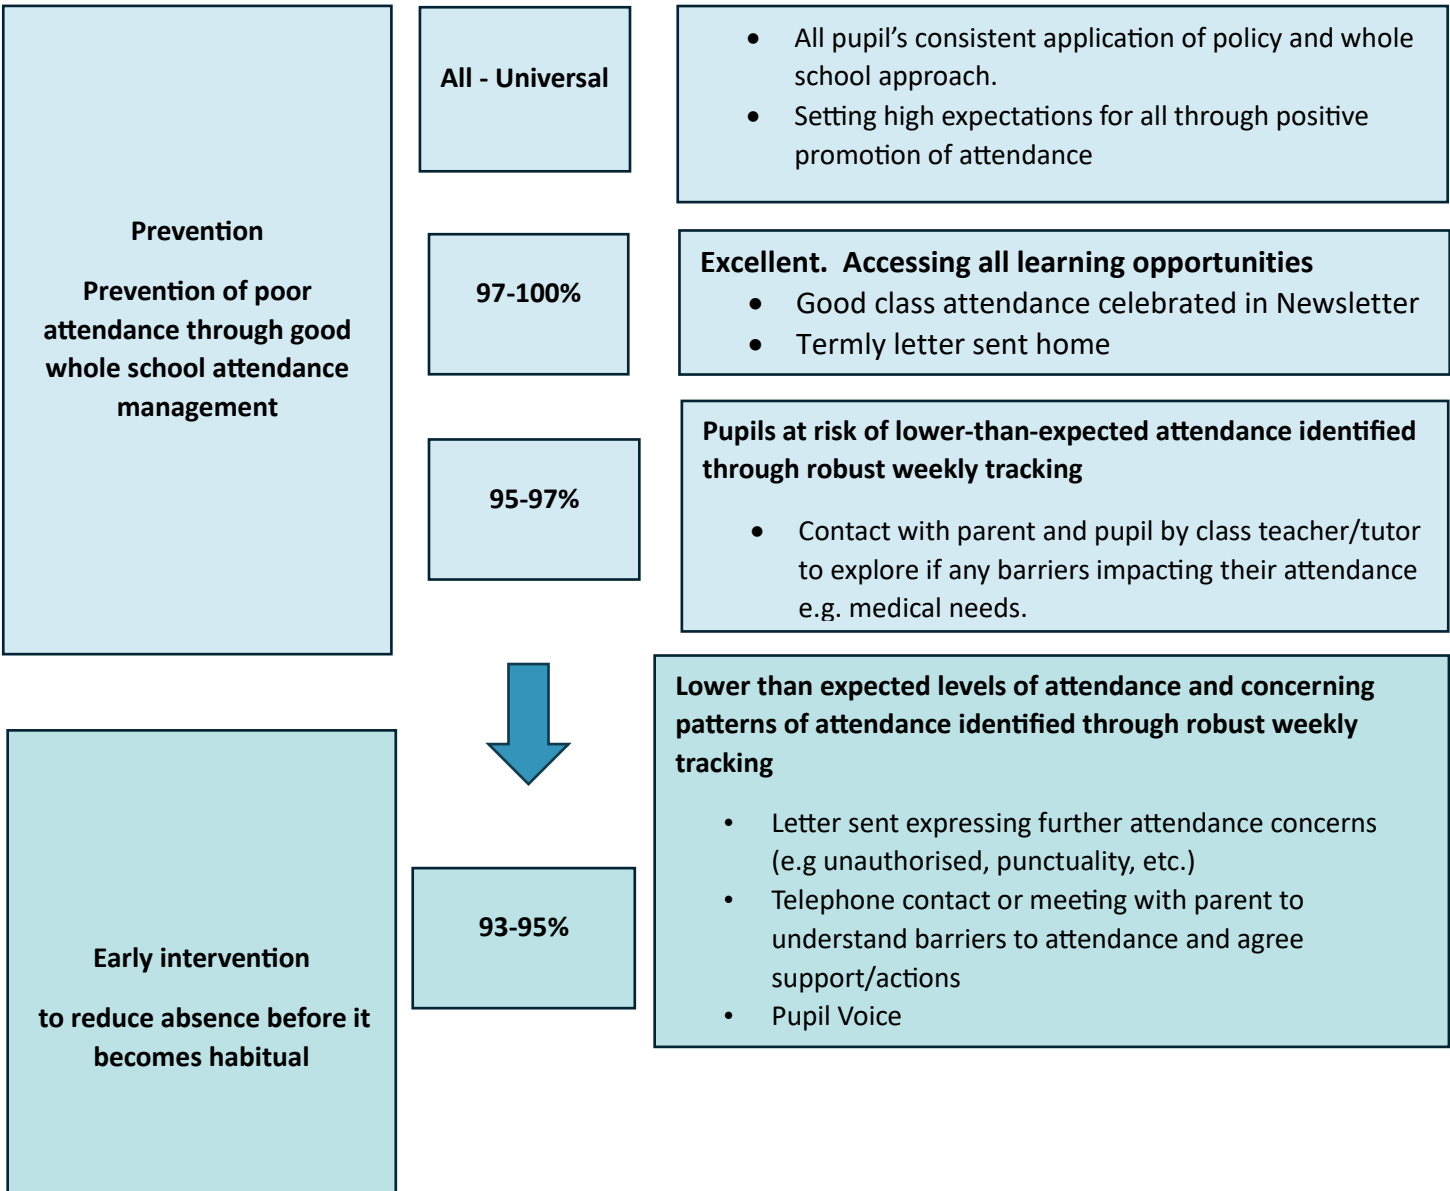 Prevention
Prevention of poor
attendance through good
whole school attendance
management
All - Universal
• All pupil's consistent application of policy and whole
school approach.
• Setting high expectations for all through positive
promotion of attendance
97-100%
Excellent.  Accessing all learning opportunities
• Good class attendance celebrated in Newsletter
• Termly letter sent home
95-97%
Pupils at risk of lower-than-expected attendance identified
through robust weekly tracking
• Contact with parent and pupil by class teacher/tutor
to explore if any barriers impacting their attendance
e.g. medical needs.
Early intervention
to reduce absence before it
becomes habitual
93-95%
Lower than expected levels of attendance and concerning
patterns of attendance identified through robust weekly
tracking
• Letter sent expressing further attendance concerns
(e.g unauthorised, punctuality, etc.)
• Telephone contact or meeting with parent to
understand barriers to attendance and agree
support/actions
• Pupil Voice